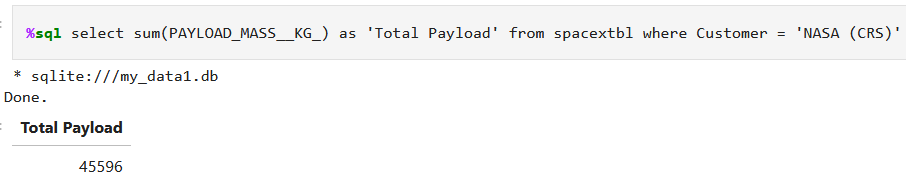 %sql select sum(PAYLOAD_MASS__KG_) as 'Total Payload' from spacextbl where Customer = 'NASA (CRS)'
* sqlite:///my_data1.db
Done.
Total Payload
45596